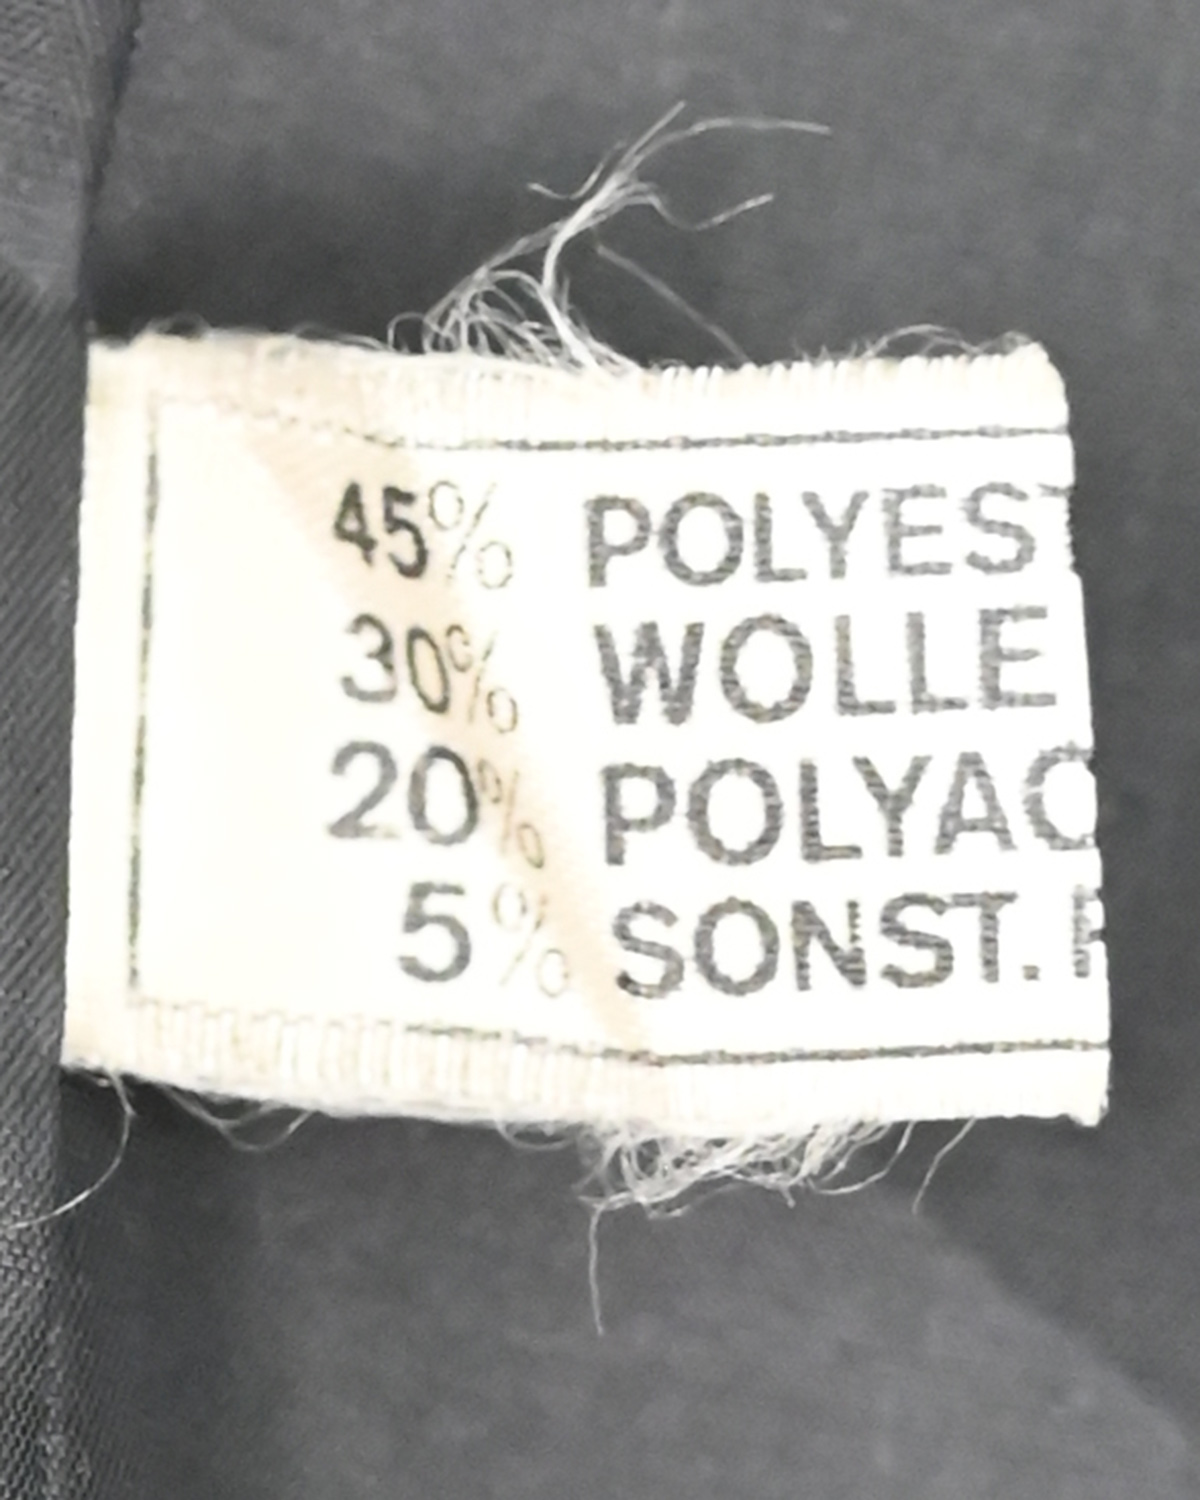 45% POLYEST
30% WOLLE
20% POLYAC
5% SONST. F